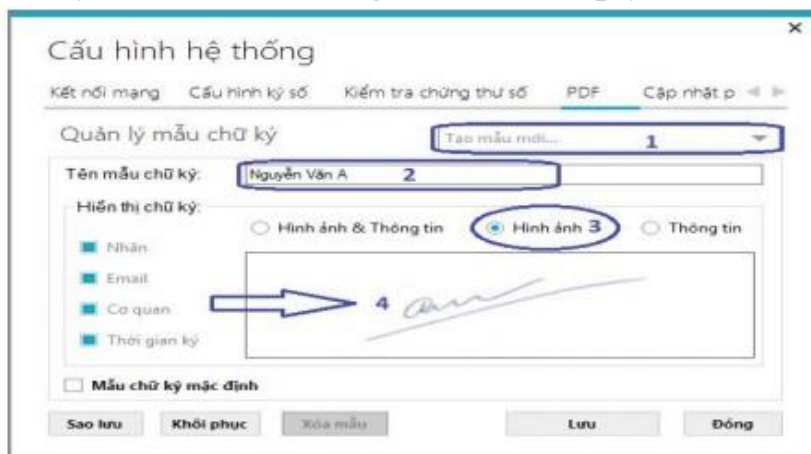 Cấu hình hệ thống
Kết nối mạng Cấu hình ký số Kiểm tra chứng thư số PDF Cập nhật p
Quản lý mẫu chữ ký Tạo mẫu mới... 1
Tên mẫu chữ ký: Nguyễn Văn A 2
Hiển thị chữ ký:
Hình ảnh & Thông tin Hình ảnh 3 Thông tin
Nhãn
Email
Cơ quan 4
Thời gian ký
Mẫu chữ ký mặc định
Sao lưu Khôi phục Xóa mẫu Lưu Đóng